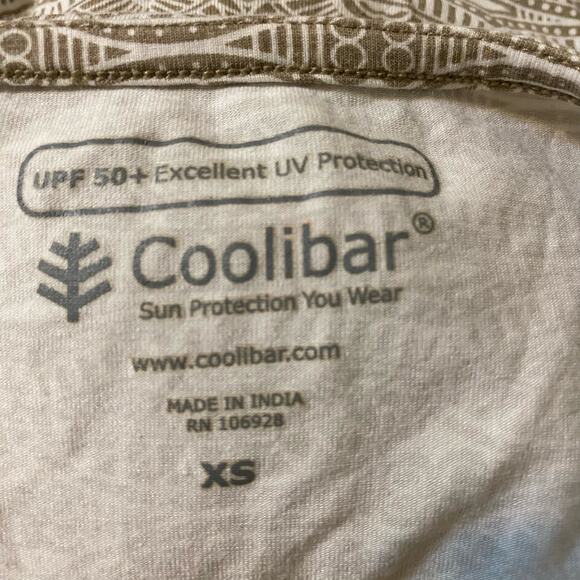 UPF 50+ Excellent UV Protection
Coolibar®
Sun Protection You Wear
www.coolibar.com
MADE IN INDIA
RN 106928
XS